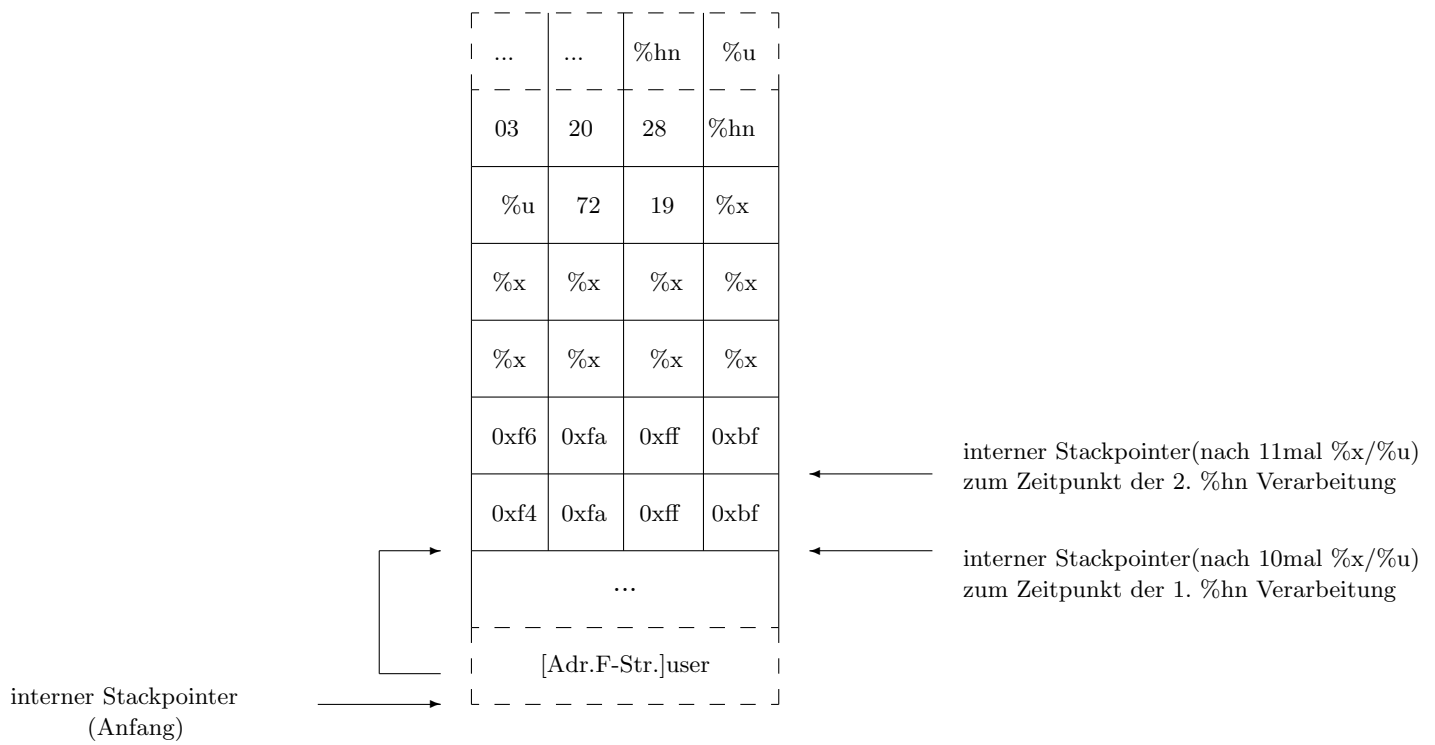 ... ... %hn %u
03 20 28 %hn
%u 72 19 %x
%x %x %x %x
%x %x %x %x
0xf6 0xfa 0xff 0xbf
interner Stackpointer(nach 11mal %x/%u)
zum Zeitpunkt der 2. %hn Verarbeitung
0xf4 0xfa 0xff 0xbf
interner Stackpointer(nach 10mal %x/%u)
zum Zeitpunkt der 1. %hn Verarbeitung
...
[Adr.F-Str.]user
interner Stackpointer
(Anfang)